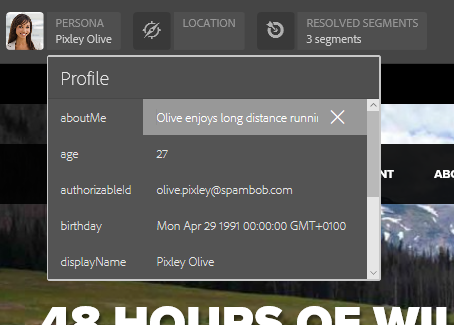 PERSONA
Pixley Olive
LOCATION
RESOLVED SEGMENTS
3 segments
Profile
aboutMe Olive enjoys long distance runni
age 27
authorizableId olive.pixley@spambob.com
birthday Mon Apr 29 1991 00:00:00 GMT+0100
displayName Pixley Olive
NT ABO
48 HOURS OF WIL